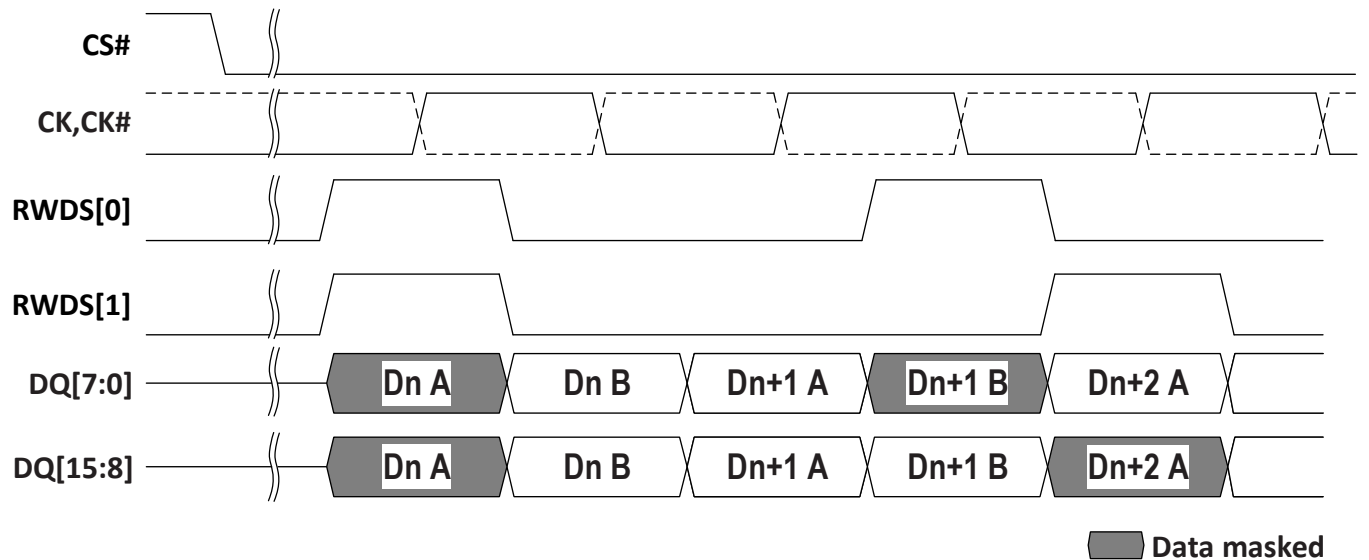 CS#
CK,CK#
RWDS[0]
RWDS[1]
DQ[7:0] Dn A Dn B Dn+1 A Dn+1 B Dn+2 A
DQ[15:8] Dn A Dn B Dn+1 A Dn+1 B Dn+2 A
Data masked